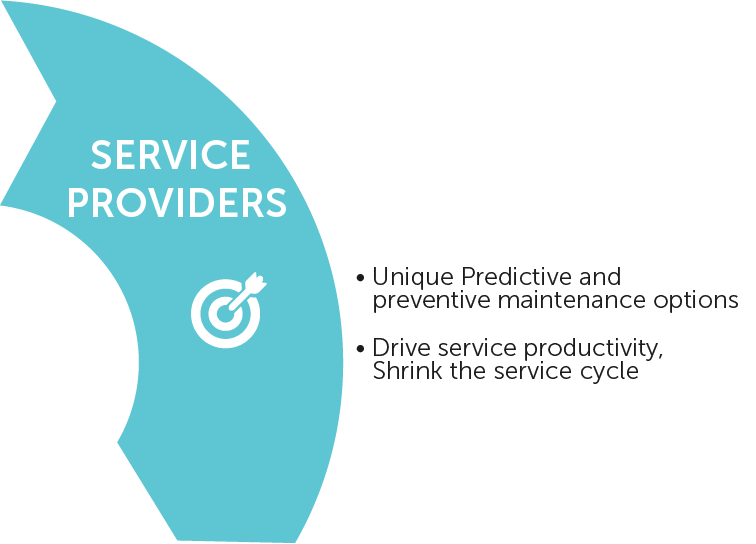 SERVICE
PROVIDERS
• Unique Predictive and
preventive maintenance options
• Drive service productivity,
Shrink the service cycle